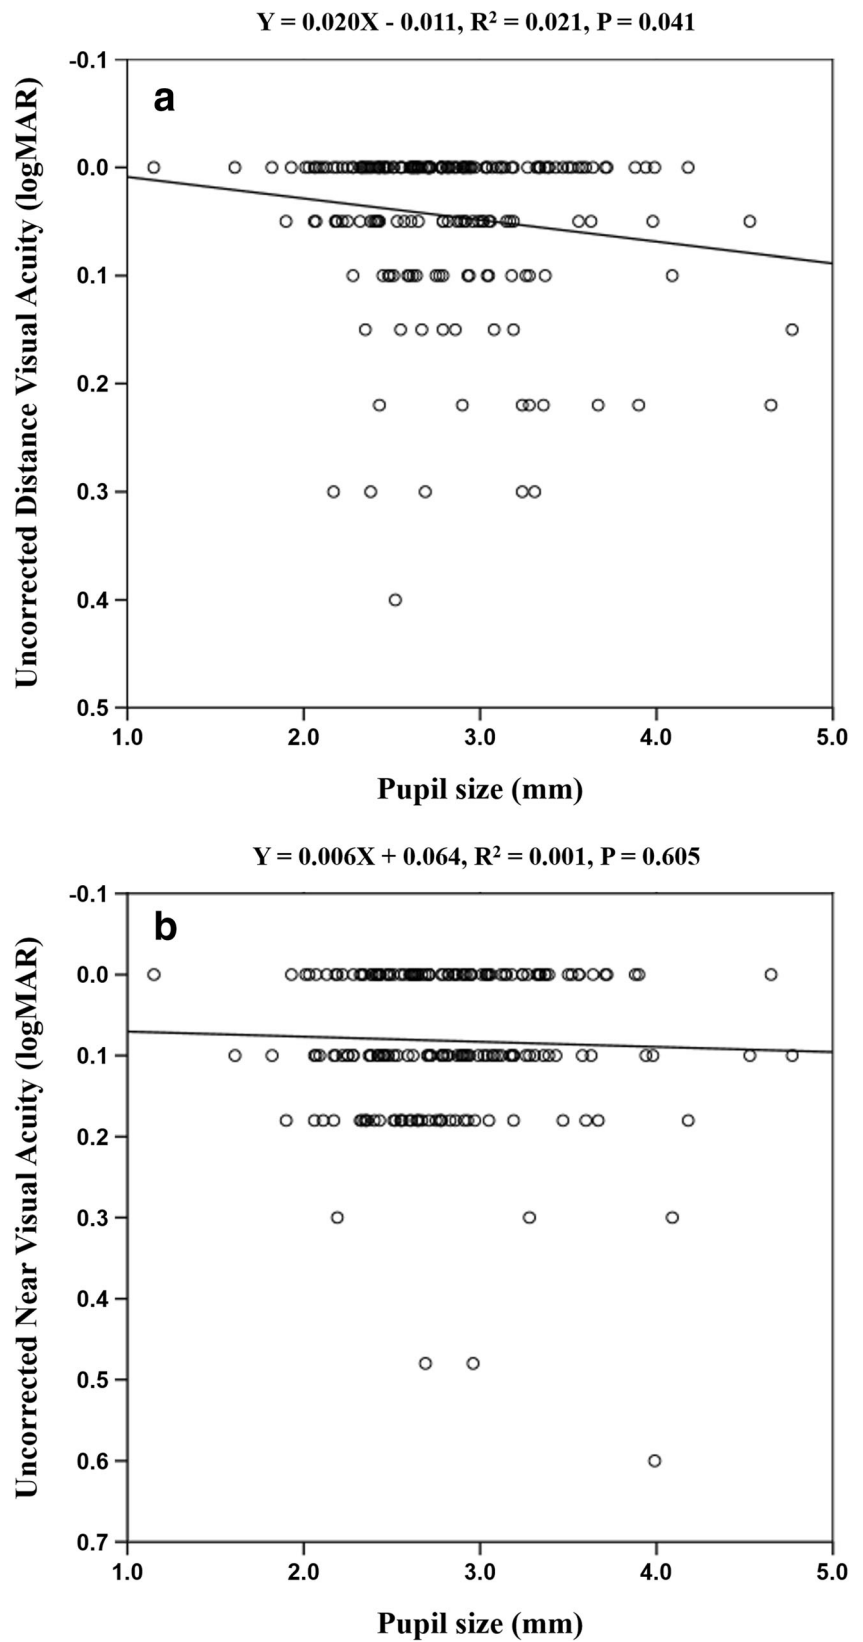 Y = 0.020X - 0.011, R² = 0.021, P = 0.041
a
Uncorrected Distance Visual Acuity (logMAR)
-0.1
0.0
0.1
0.2
0.3
0.4
0.5
1.0 2.0 3.0 4.0 5.0
Pupil size (mm)
Y = 0.006X + 0.064, R² = 0.001, P = 0.605
b
Uncorrected Near Visual Acuity (logMAR)
-0.1
0.0
0.1
0.2
0.3
0.4
0.5
0.6
0.7
1.0 2.0 3.0 4.0 5.0
Pupil size (mm)